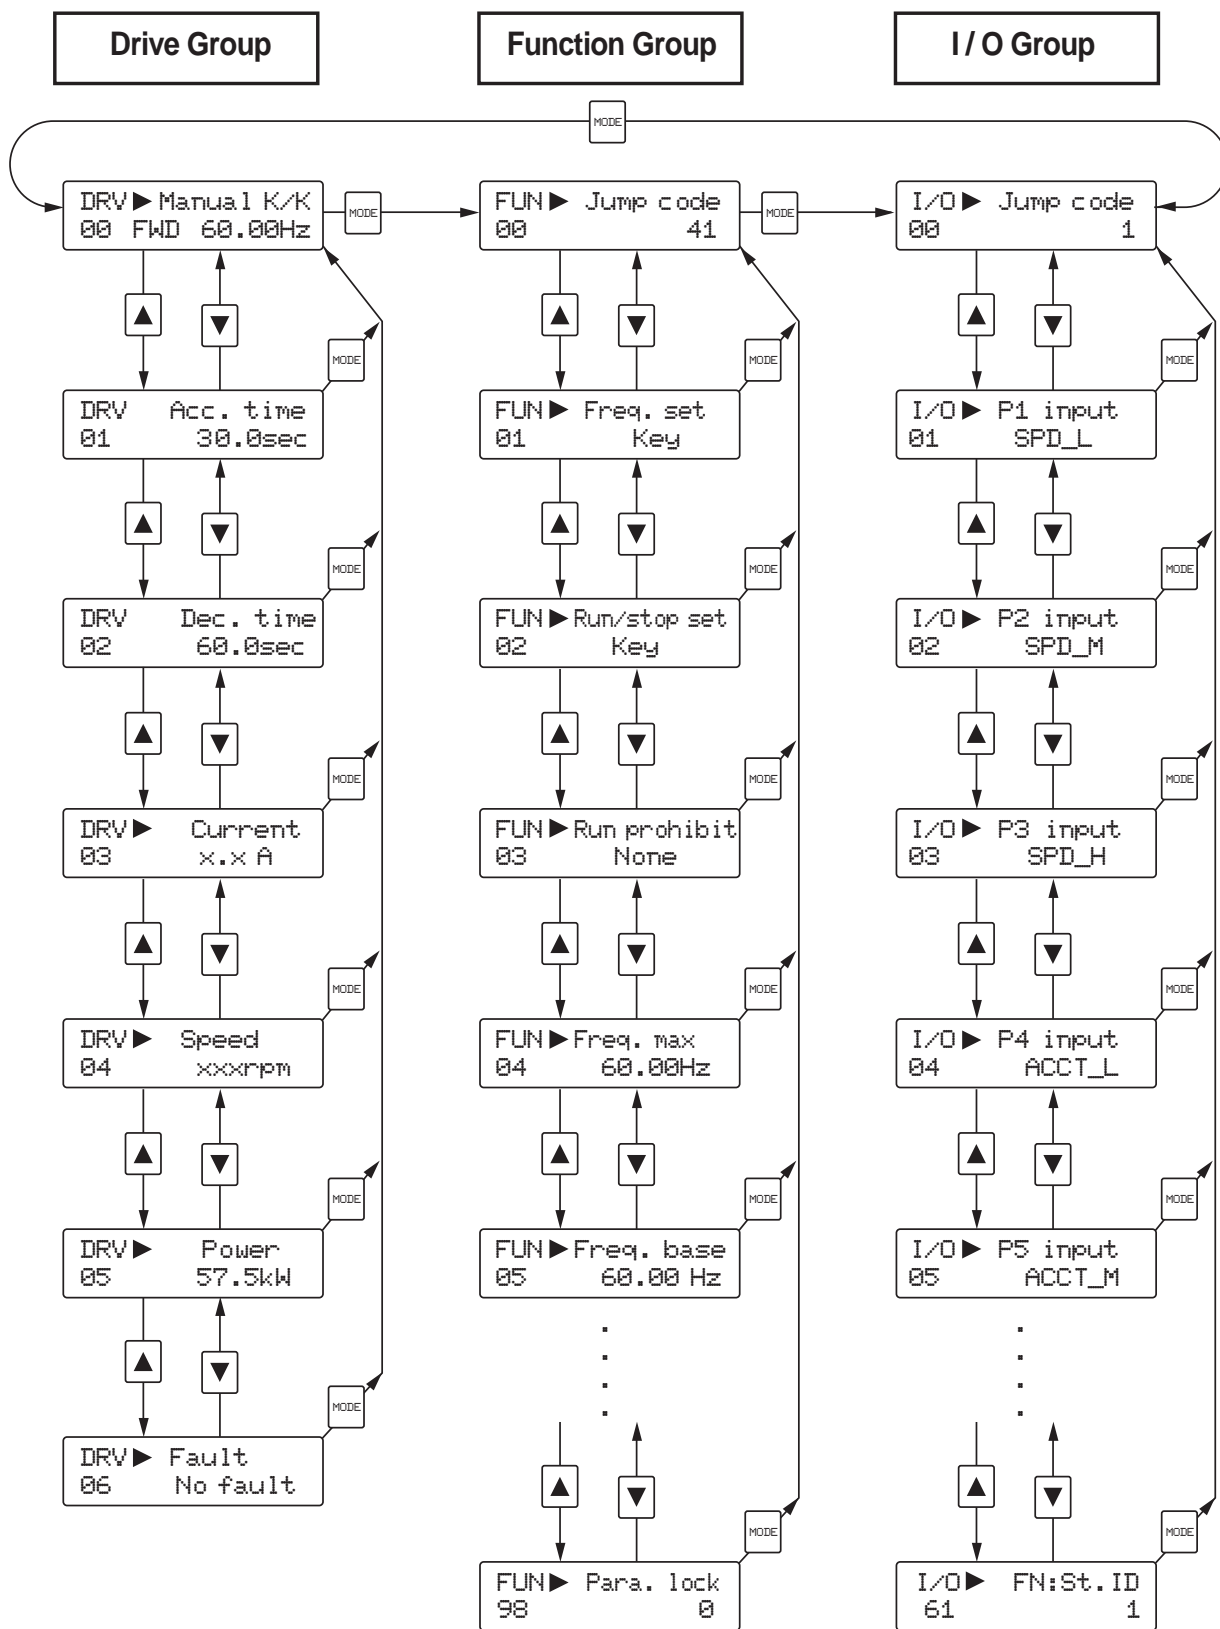 Drive Group
Function Group
I / O Group
MODE
DRV ▶ Manual K/K
00 FWD 60.00Hz
MODE
FUN ▶ Jump code
00 41
MODE
I/O ▶ Jump code
00 1
▲ ▼ MODE
▲ ▼ MODE
▲ ▼ MODE
DRV Acc. time
01 30.0sec
FUN ▶ Freq. set
01 Key
I/O ▶ P1 input
01 SPD_L
▲ ▼ MODE
▲ ▼ MODE
▲ ▼ MODE
DRV Dec. time
02 60.0sec
FUN ▶ Run/stop set
02 Key
I/O ▶ P2 input
02 SPD_M
▲ ▼ MODE
▲ ▼ MODE
▲ ▼ MODE
DRV ▶ Current
03 x.x A
FUN ▶ Run prohibit
03 None
I/O ▶ P3 input
03 SPD_H
▲ ▼ MODE
▲ ▼ MODE
▲ ▼ MODE
DRV ▶ Speed
04 xxxrpm
FUN ▶ Freq. max
04 60.00Hz
I/O ▶ P4 input
04 ACCT_L
▲ ▼ MODE
▲ ▼ MODE
▲ ▼ MODE
DRV ▶ Power
05 57.5kW
FUN ▶ Freq. base
05 60.00 Hz
I/O ▶ P5 input
05 ACCT_M
▲ ▼ MODE
DRV ▶ Fault
06 No fault
▲ ▼ MODE
▲ ▼ MODE
FUN ▶ Para. lock
98 0
I/O ▶ FN:St.ID
61 1